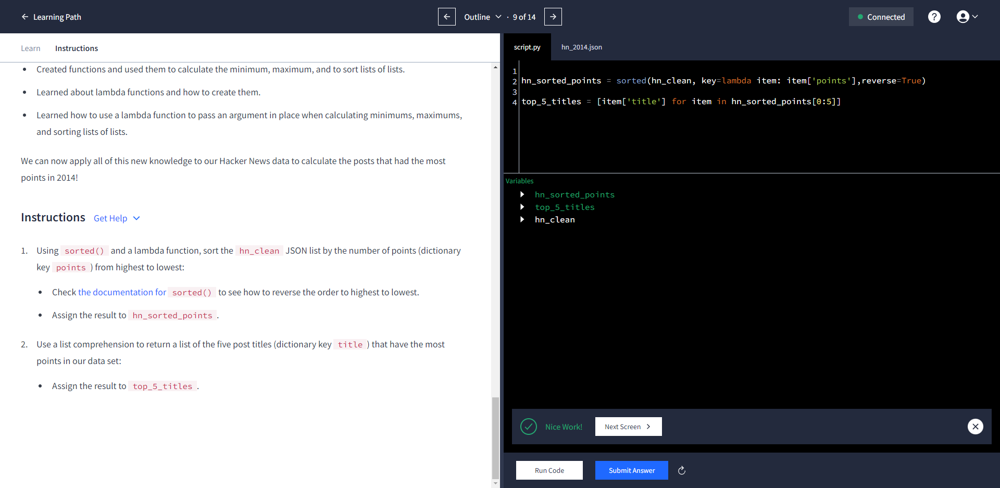 Learning Path
Outline · 9 of 14
Connected
?
Learn Instructions
• Created functions and used them to calculate the minimum, maximum, and to sort lists of lists.
• Learned about lambda functions and how to create them.
• Learned how to use a lambda function to pass an argument in place when calculating minimums, maximums,
and sorting lists of lists.
We can now apply all of this new knowledge to our Hacker News data to calculate the posts that had the most
points in 2014!
Instructions Get Help
1. Using sorted() and a lambda function, sort the hn_clean JSON list by the number of points (dictionary
key points ) from highest to lowest:
• Check the documentation for sorted() to see how to reverse the order to highest to lowest.
• Assign the result to hn_sorted_points .
2. Use a list comprehension to return a list of the five post titles (dictionary key title ) that have the most
points in our data set:
• Assign the result to top_5_titles .
script.py hn_2014.json
1
2 hn_sorted_points = sorted(hn_clean, key=lambda item: item['points'],reverse=True)
3
4 top_5_titles = [item['title'] for item in hn_sorted_points[0:5]]
Variables
hn_sorted_points
top_5_titles
hn_clean
Nice Work! Next Screen
Run Code Submit Answer